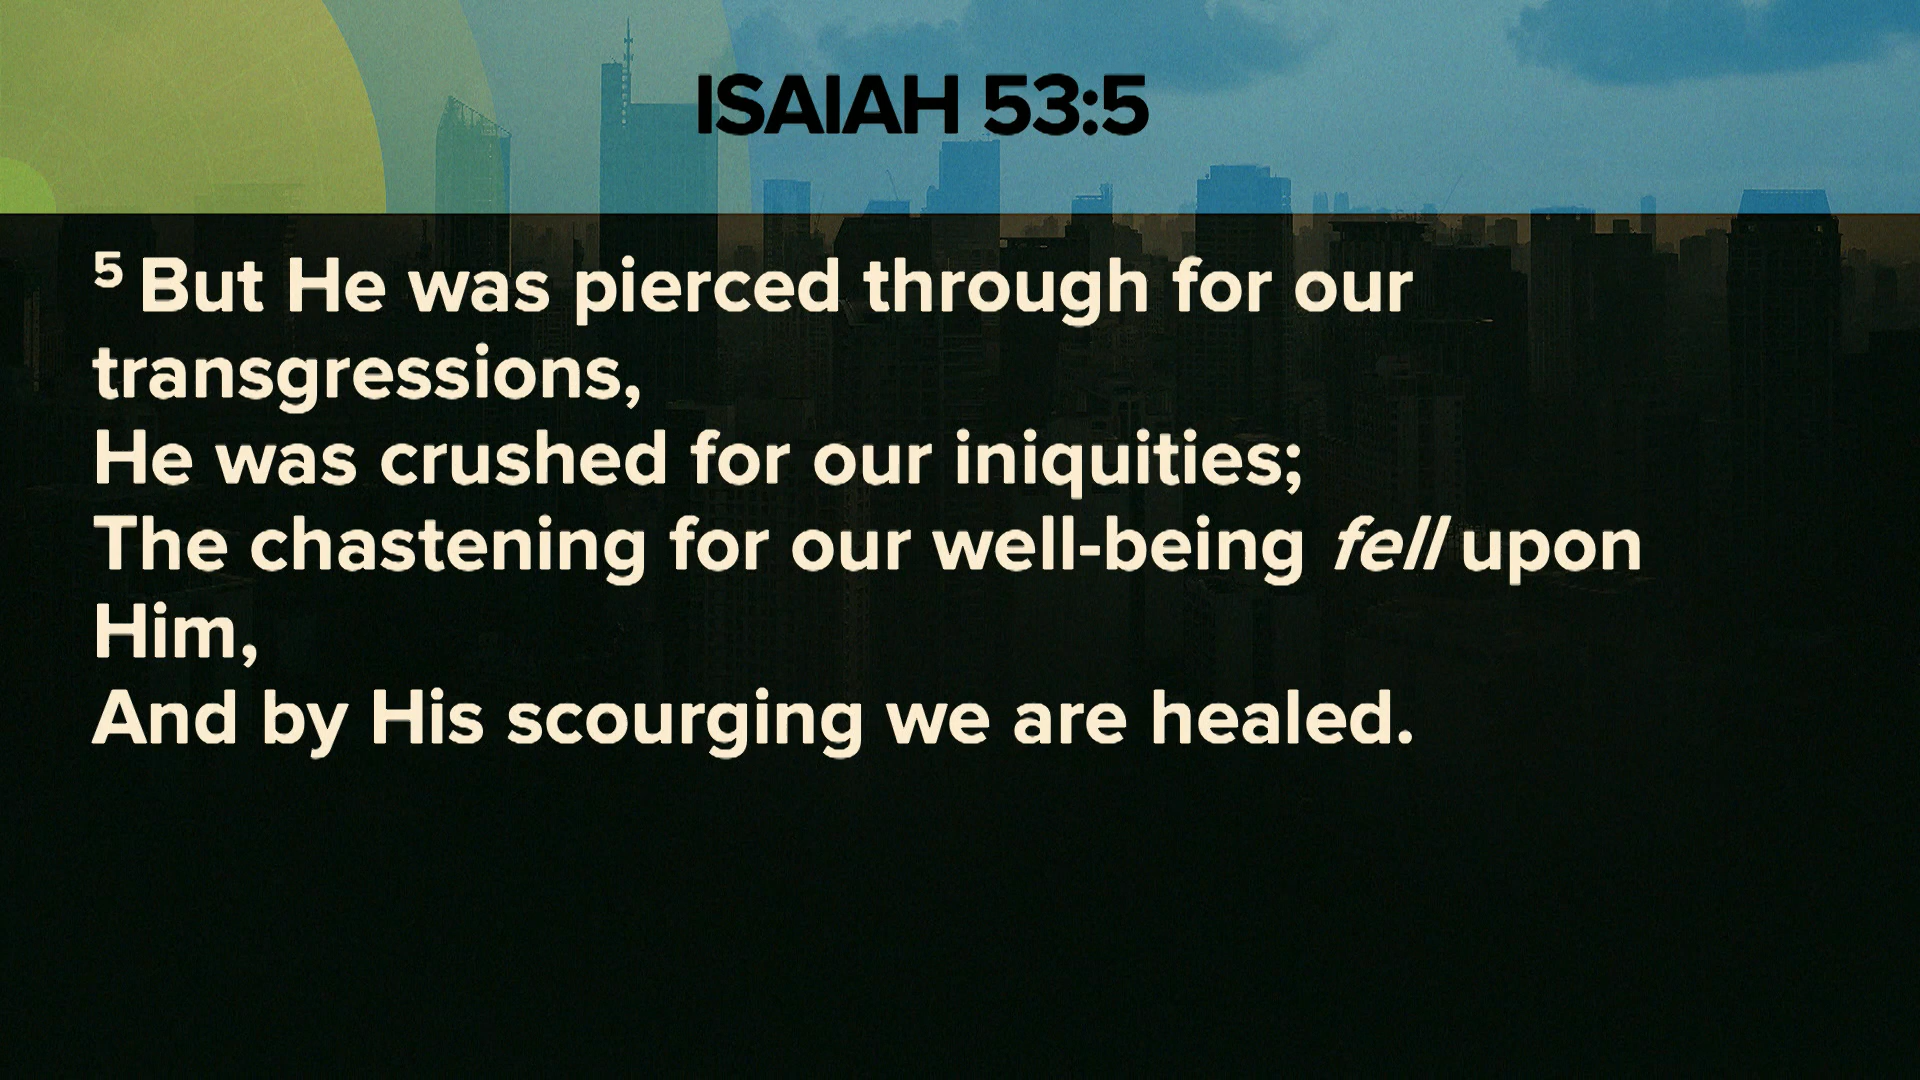 ISAIAH 53:5
5 But He was pierced through for our
transgressions,
He was crushed for our iniquities;
The chastening for our well-being fell upon
Him,
And by His scourging we are healed.